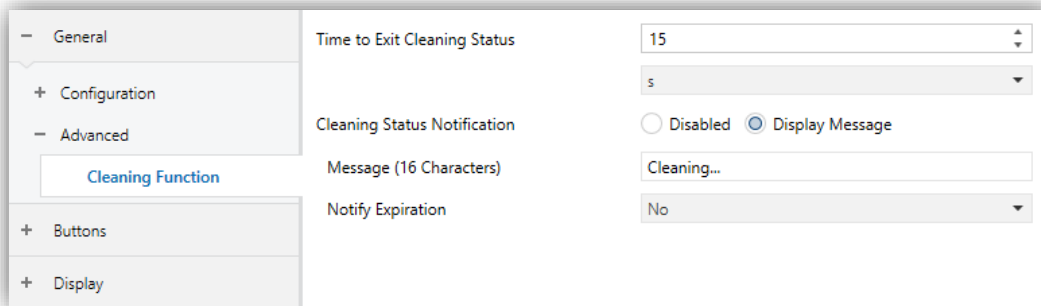 General
Configuration
Advanced
Cleaning Function
Buttons
Display
Time to Exit Cleaning Status
15
s
Cleaning Status Notification
Disabled
Display Message
Message (16 Characters)
Cleaning...
Notify Expiration
No